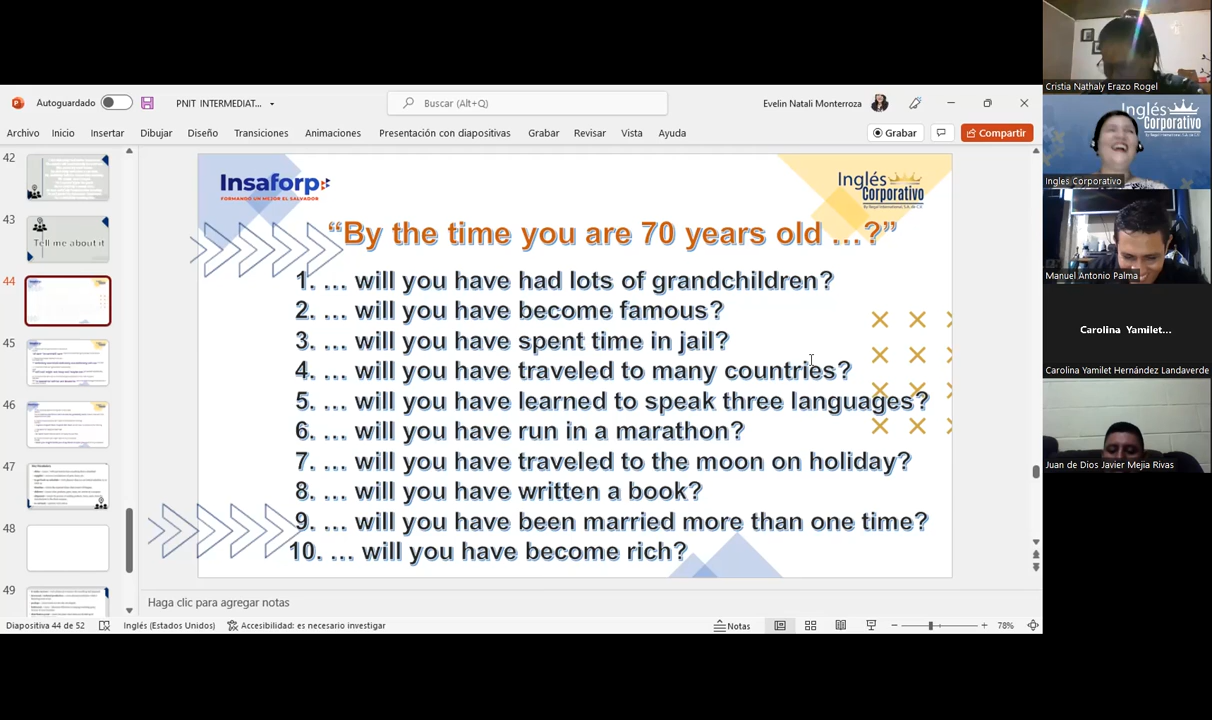 Autoguardado
PNIT INTERMEDIAT...
Buscar (Alt+Q)
Evelin Natali Monterroza
Archivo Inicio Insertar Dibujar Diseño Transiciones Animaciones Presentación con diapositivas Grabar Revisar Vista Ayuda
Grabar
Compartir
42
43
Tell me about it
44
45
46
47
48
49
Insaforp
FORMANDO UN MEJOR EL SALVADOR
Inglés
Corporativo
“By the time you are 70 years old …?”
1. … will you have had lots of grandchildren?
2. … will you have become famous?
3. … will you have spent time in jail?
4. … will you have traveled to many countries?
5. … will you have learned to speak three languages?
6. … will you have run in a marathon?
7. … will you have traveled to the moon on holiday?
8. … will you have written a book?
9. … will you have been married more than one time?
10. … will you have become rich?
Haga clic para agregar notas
Diapositiva 44 de 52
Inglés (Estados Unidos)
Accesibilidad: es necesario investigar
Notas
78%
Cristia Nathaly Erazo Rogel
Inglés
Corporativo
Ingles Corporativo
Manuel Antonio Palma
Carolina Yamilet...
Carolina Yamilet Hernández Landaverde
Juan de Dios Javier Mejia Rivas